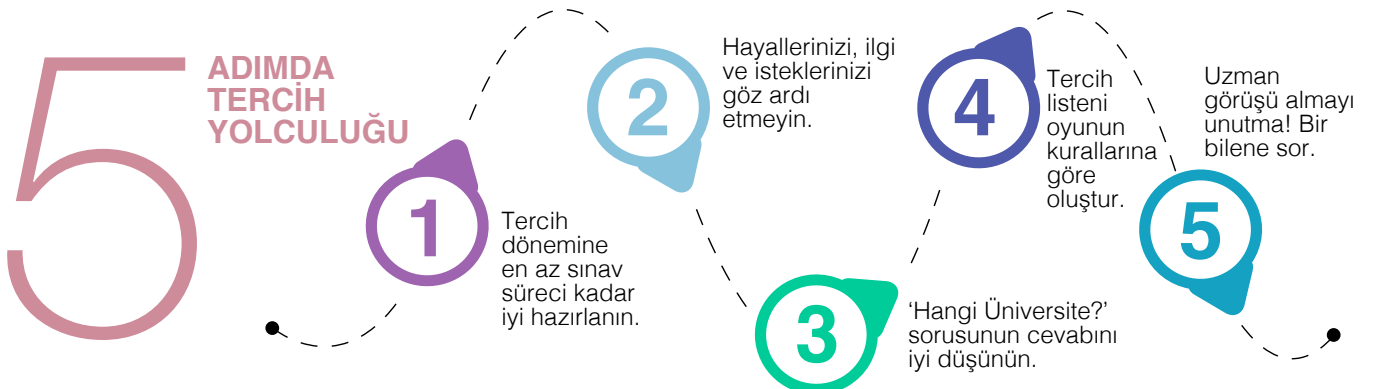 5
ADIMDA
TERCİH
YOLCULUĞU
1
Tercih
dönemine
en az sınav
süreci kadar
iyi hazırlanın.
2
Hayallerinizi, ilgi
ve isteklerinizi
göz ardı
etmeyin.
3
‘Hangi Üniversite?’
sorusunun cevabını
iyi düşünün.
4
Tercih
listeni
oyunun
kurallarına
göre
oluştur.
5
Uzman
görüşü almayı
unutma! Bir
bilene sor.